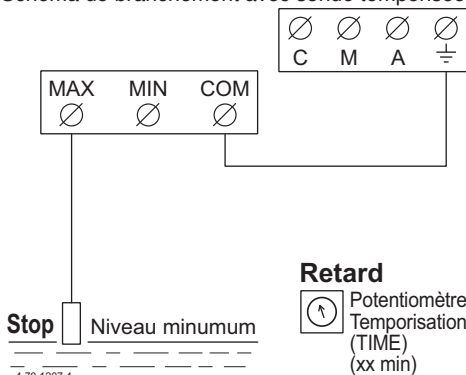 Schéma de branchement avec sonde temporisée
C M A
MAX MIN COM
Retard
Potentiomètre
Temporisation
(TIME)
(xx min)
Stop Niveau minumum